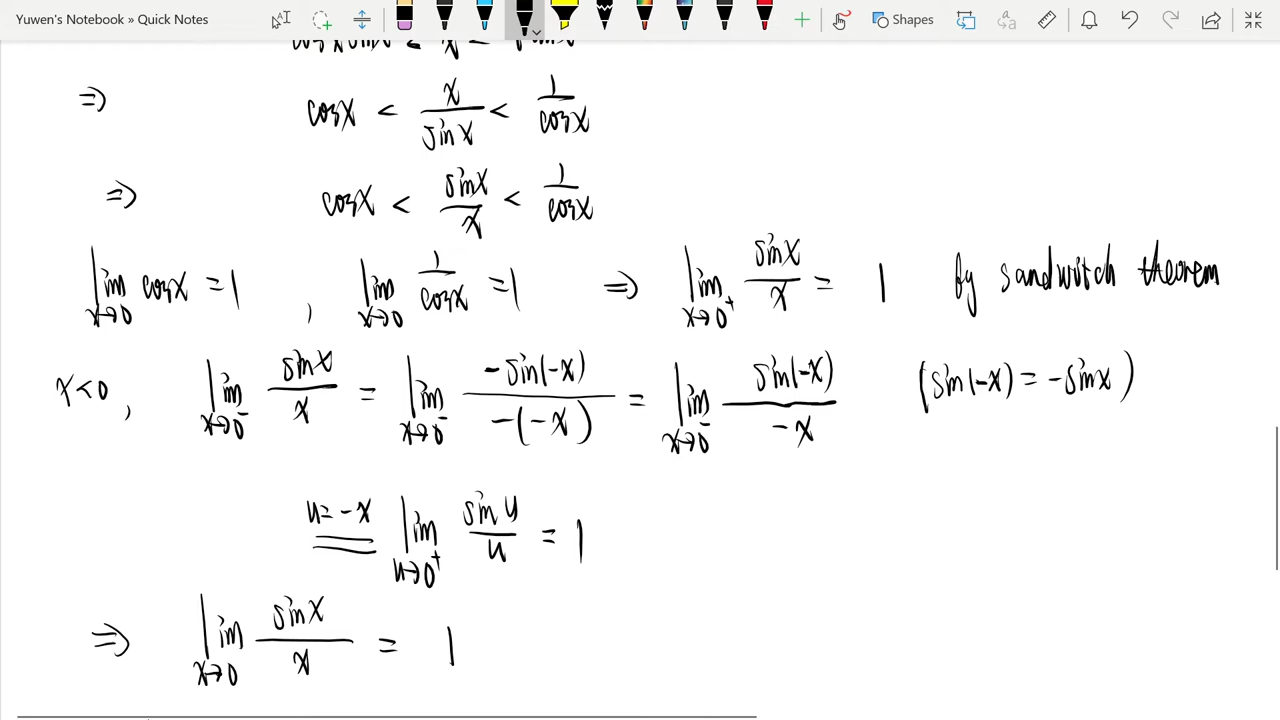 Yuwen's Notebook » Quick Notes Shapes
⇒ cosx < x/sinx < 1/cosx
⇒ cosx < sinx/x < 1/cosx
lim x→0 cosx = 1 , lim x→0 1/cosx = 1 ⇒ lim x→0⁺ sinx/x = 1 by sandwitch theorem
x<0, lim x→0⁻ sinx/x = lim x→0⁻ -sin(-x)/-(-x) = lim x→0⁻ sin(-x)/-x (sin(-x) = -sinx)
u=-x lim u→0⁺ sin u/u = 1
⇒ lim x→0 sinx/x = 1